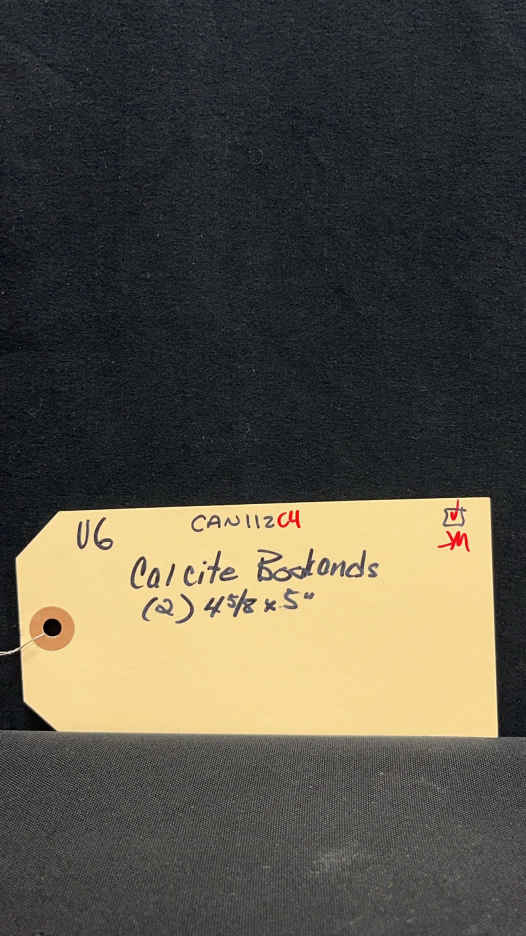 U6
CAN112C4
Calcite Bookends
(2) 4 5/8 x 5"